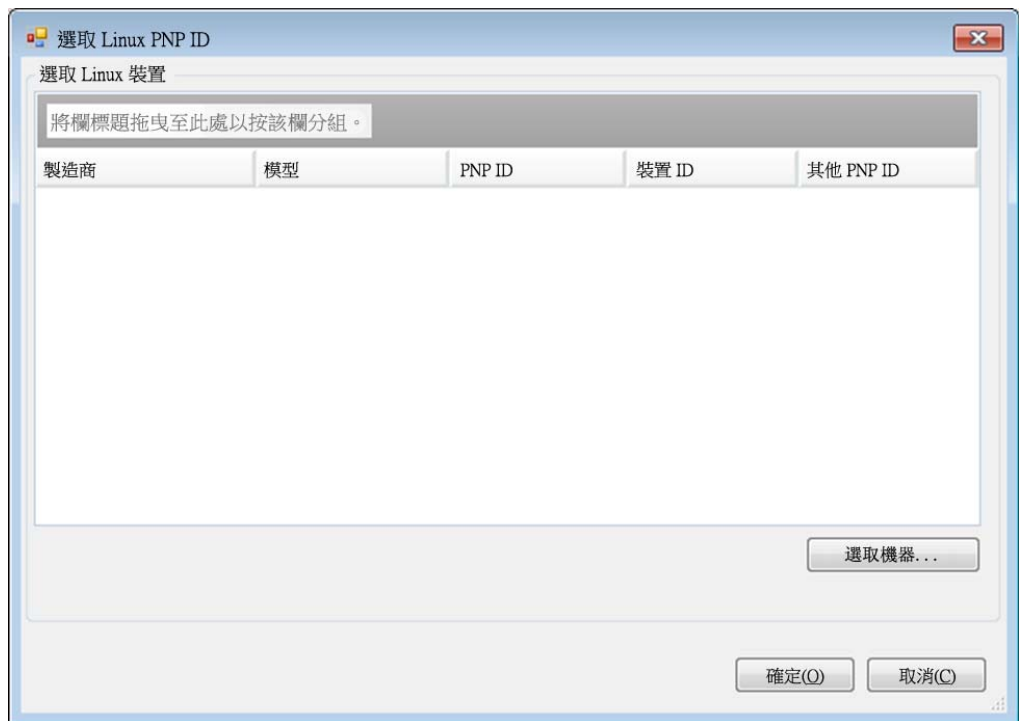 選取 Linux PNP ID
選取 Linux 裝置
將欄標題拖曳至此處以按該欄分組。
製造商 模型 PNP ID 裝置 ID 其他 PNP ID
選取機器...
確定(O) 取消(C)